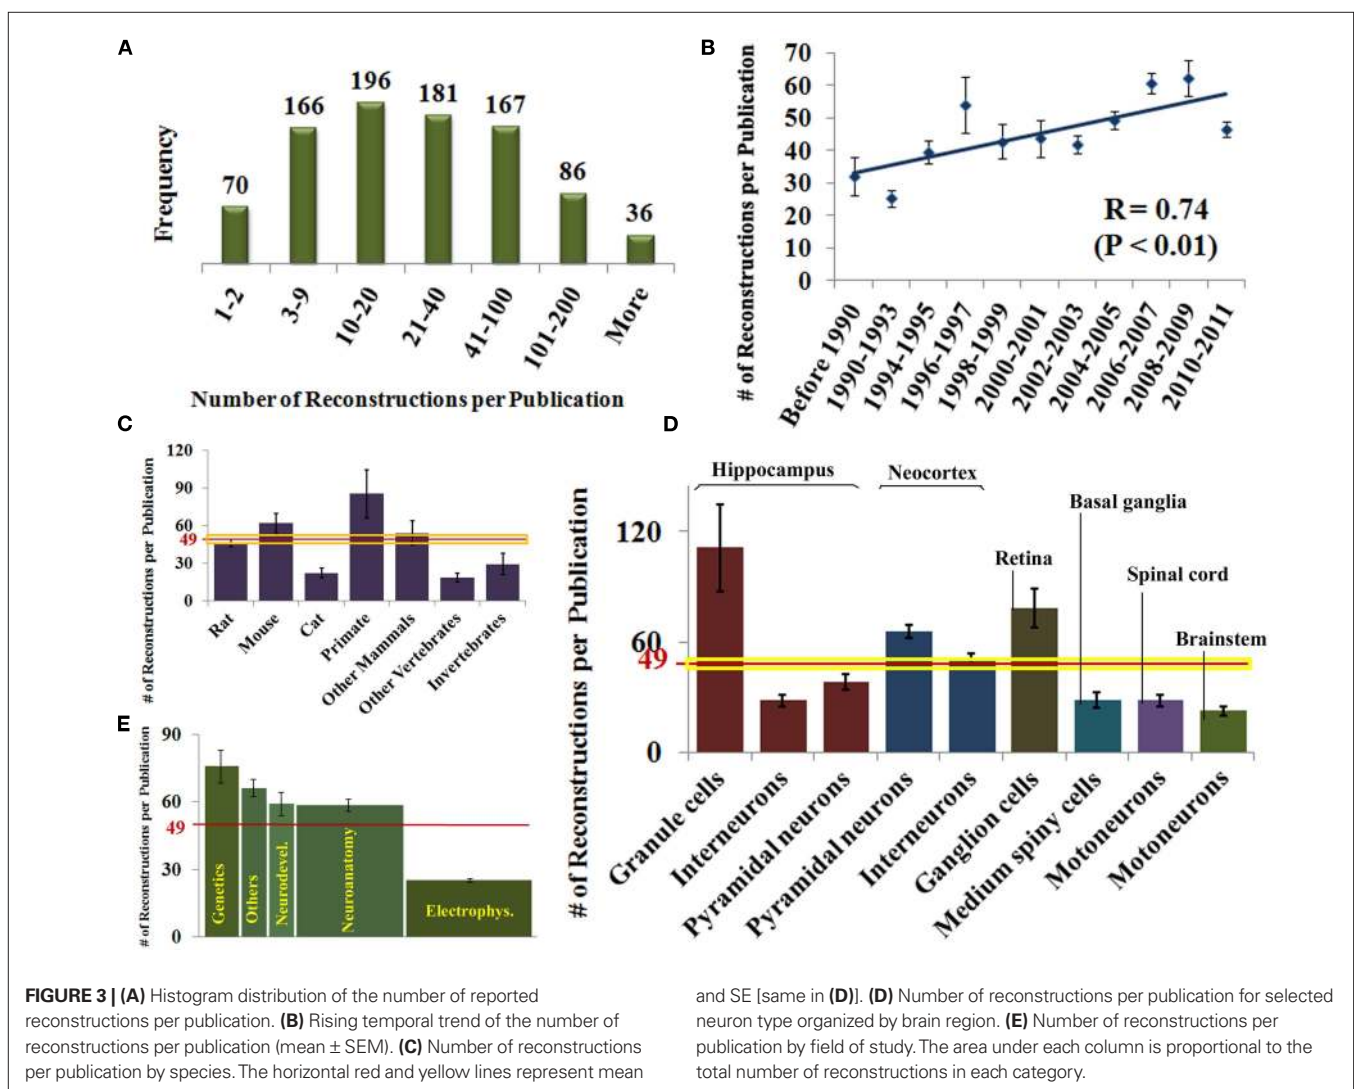 A
Frequency
70
166
196
181
167
86
36
1-2
3-9
10-20
21-40
41-100
101-200
More
Number of Reconstructions per Publication
B
# of Reconstructions per Publication
70
60
50
40
30
20
10
0
R = 0.74
(P < 0.01)
Before 1990
1990-1993
1994-1995
1996-1997
1998-1999
2000-2001
2002-2003
2004-2005
2006-2007
2008-2009
2010-2011
C
# of Reconstructions per Publication
120
90
60
49
30
0
Rat
Mouse
Cat
Primate
Other Mammals
Other Vertebrates
Invertebrates
D
# of Reconstructions per Publication
120
60
49
0
Hippocampus
Neocortex
Retina
Basal ganglia
Spinal cord
Brainstem
Granule cells
Interneurons
Pyramidal neurons
Pyramidal neurons
Interneurons
Ganglion cells
Medium spiny cells
Motoneurons
Motoneurons
E
# of Reconstructions per Publication
90
60
49
30
0
Genetics
Others
Neurodevel.
Neuroanatomy
Electrophys.
FIGURE 3 | (A) Histogram distribution of the number of reported
reconstructions per publication. (B) Rising temporal trend of the number of
reconstructions per publication (mean ± SEM). (C) Number of reconstructions
per publication by species. The horizontal red and yellow lines represent mean
and SE [same in (D)]. (D) Number of reconstructions per publication for selected
neuron type organized by brain region. (E) Number of reconstructions per
publication by field of study. The area under each column is proportional to the
total number of reconstructions in each category.